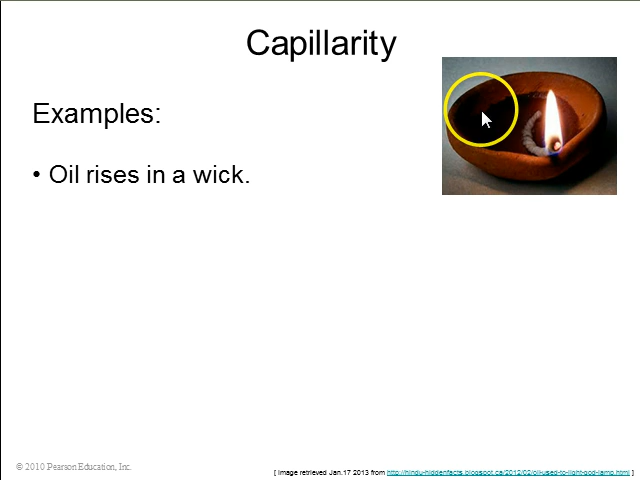 Capillarity
Examples:
• Oil rises in a wick.
© 2010 Pearson Education, Inc.
[ Image retrieved Jan.17 2013 from http://hindu-hiddenfacts.blogspot.ca/2012/02/oil-used-to-light-god-lamp.html ]